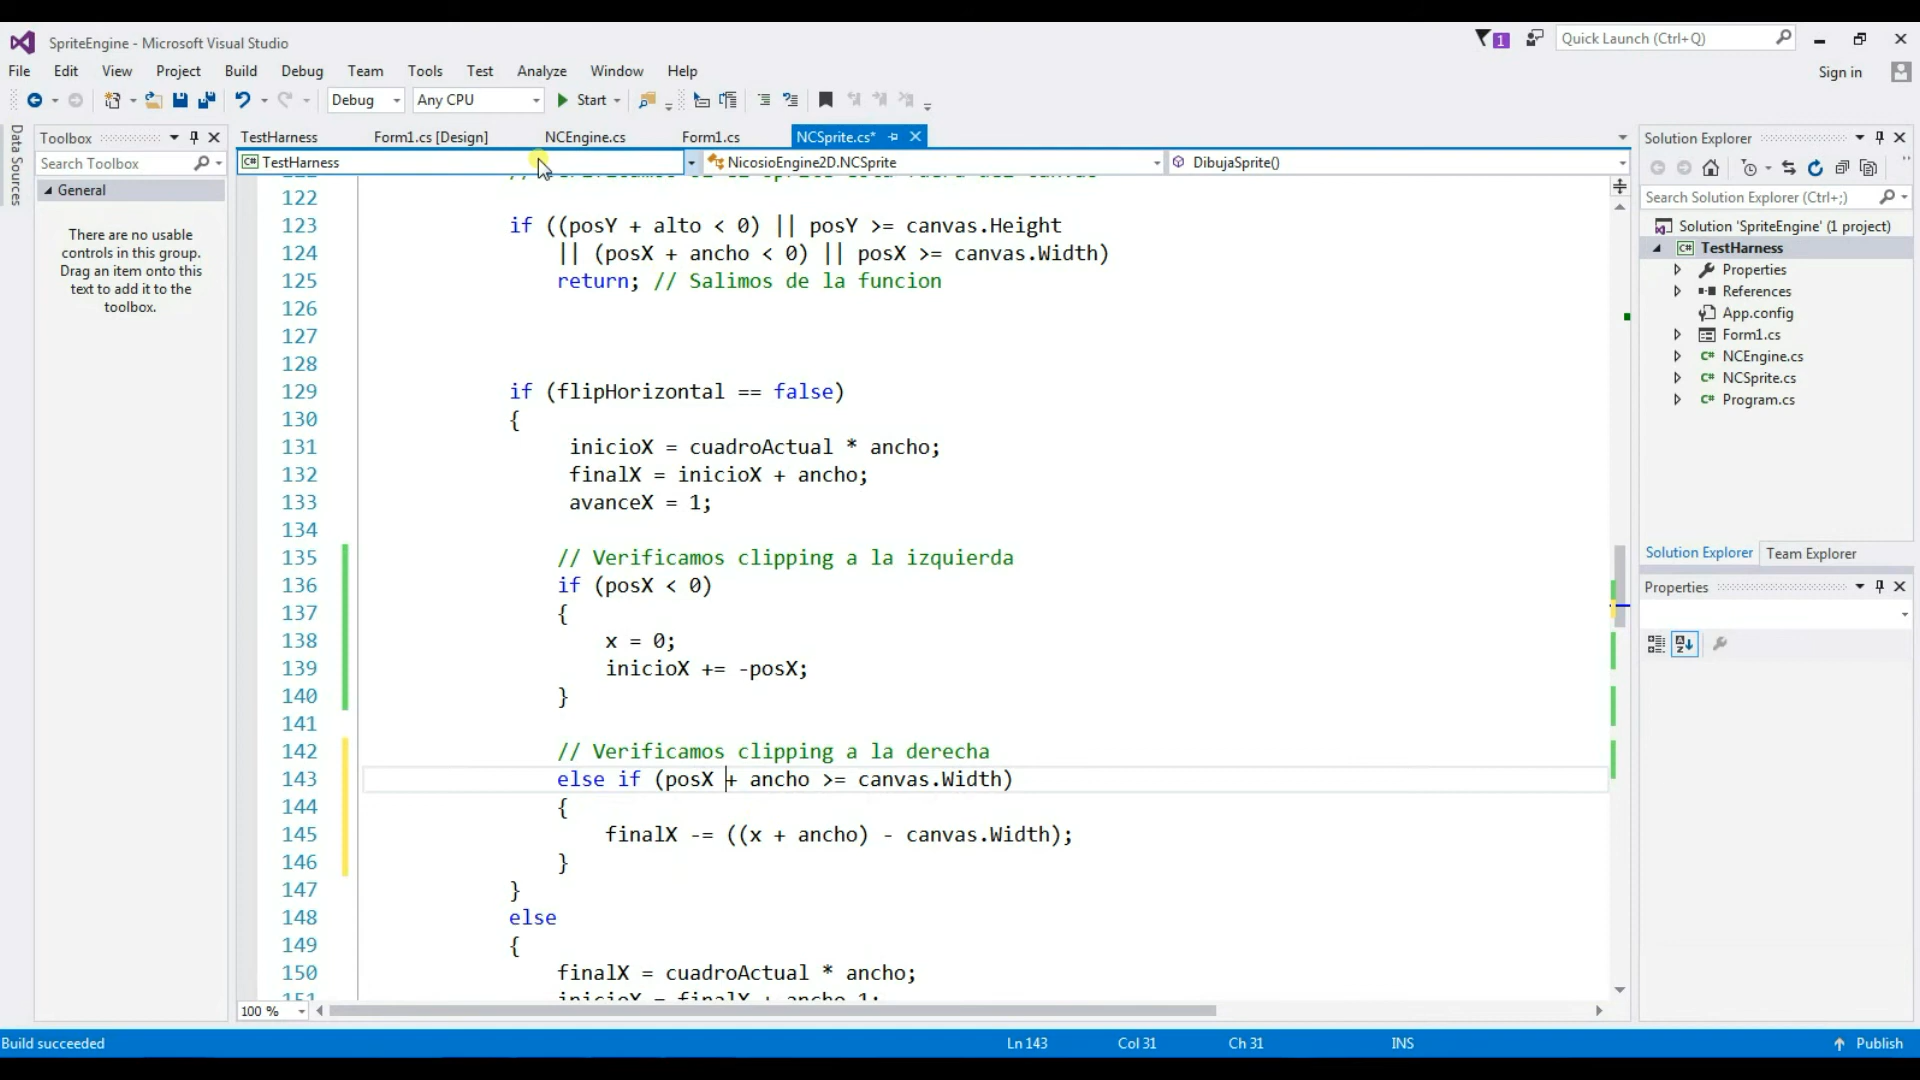 SpriteEngine - Microsoft Visual Studio
1
Quick Launch (Ctrl+Q)
File Edit View Project Build Debug Team Tools Test Analyze Window Help
Sign in
Debug Any CPU Start
Data Sources
Toolbox
Search Toolbox
General
There are no usable
controls in this group.
Drag an item onto this
text to add it to the
toolbox.
TestHarness Form1.cs [Design] NCEngine.cs Form1.cs NCSprite.cs*
TestHarness NicosioEngine2D.NCSprite DibujaSprite()
122
123 if ((posY + alto < 0) || posY >= canvas.Height
124 || (posX + ancho < 0) || posX >= canvas.Width)
125 return; // Salimos de la funcion
126
127
128
129 if (flipHorizontal == false)
130 {
131 inicioX = cuadroActual * ancho;
132 finalX = inicioX + ancho;
133 avanceX = 1;
134
135 // Verificamos clipping a la izquierda
136 if (posX < 0)
137 {
138 x = 0;
139 inicioX += -posX;
140 }
141
142 // Verificamos clipping a la derecha
143 else if (posX + ancho >= canvas.Width)
144 {
145 finalX -= ((x + ancho) - canvas.Width);
146 }
147 }
148 else
149 {
150 finalX = cuadroActual * ancho;
151 inicioX = finalX + ancho-1;
100 %
Solution Explorer
Search Solution Explorer (Ctrl+;)
Solution 'SpriteEngine' (1 project)
TestHarness
Properties
References
App.config
Form1.cs
NCEngine.cs
NCSprite.cs
Program.cs
Solution Explorer Team Explorer
Properties
Build succeeded Ln 143 Col 31 Ch 31 INS Publish